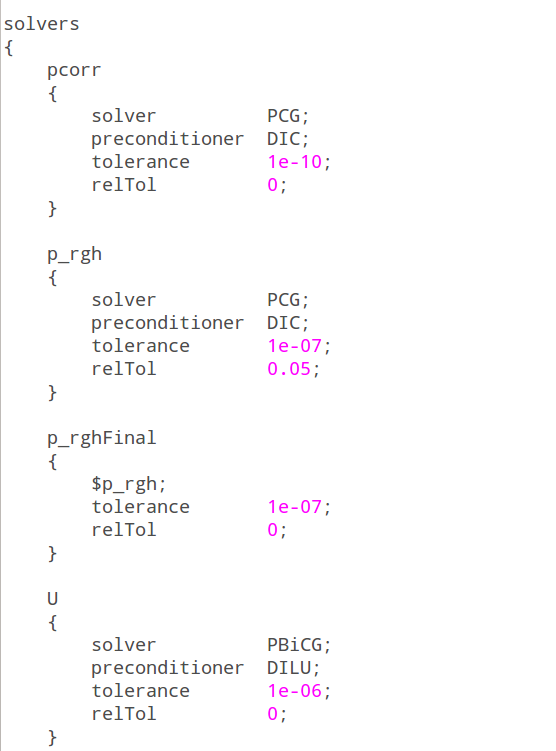 solvers
{
    pcorr
    {
        solver          PCG;
        preconditioner  DIC;
        tolerance       1e-10;
        relTol          0;
    }

    p_rgh
    {
        solver          PCG;
        preconditioner  DIC;
        tolerance       1e-07;
        relTol          0.05;
    }

    p_rghFinal
    {
        $p_rgh;
        tolerance       1e-07;
        relTol          0;
    }

    U
    {
        solver          PBiCG;
        preconditioner  DILU;
        tolerance       1e-06;
        relTol          0;
    }